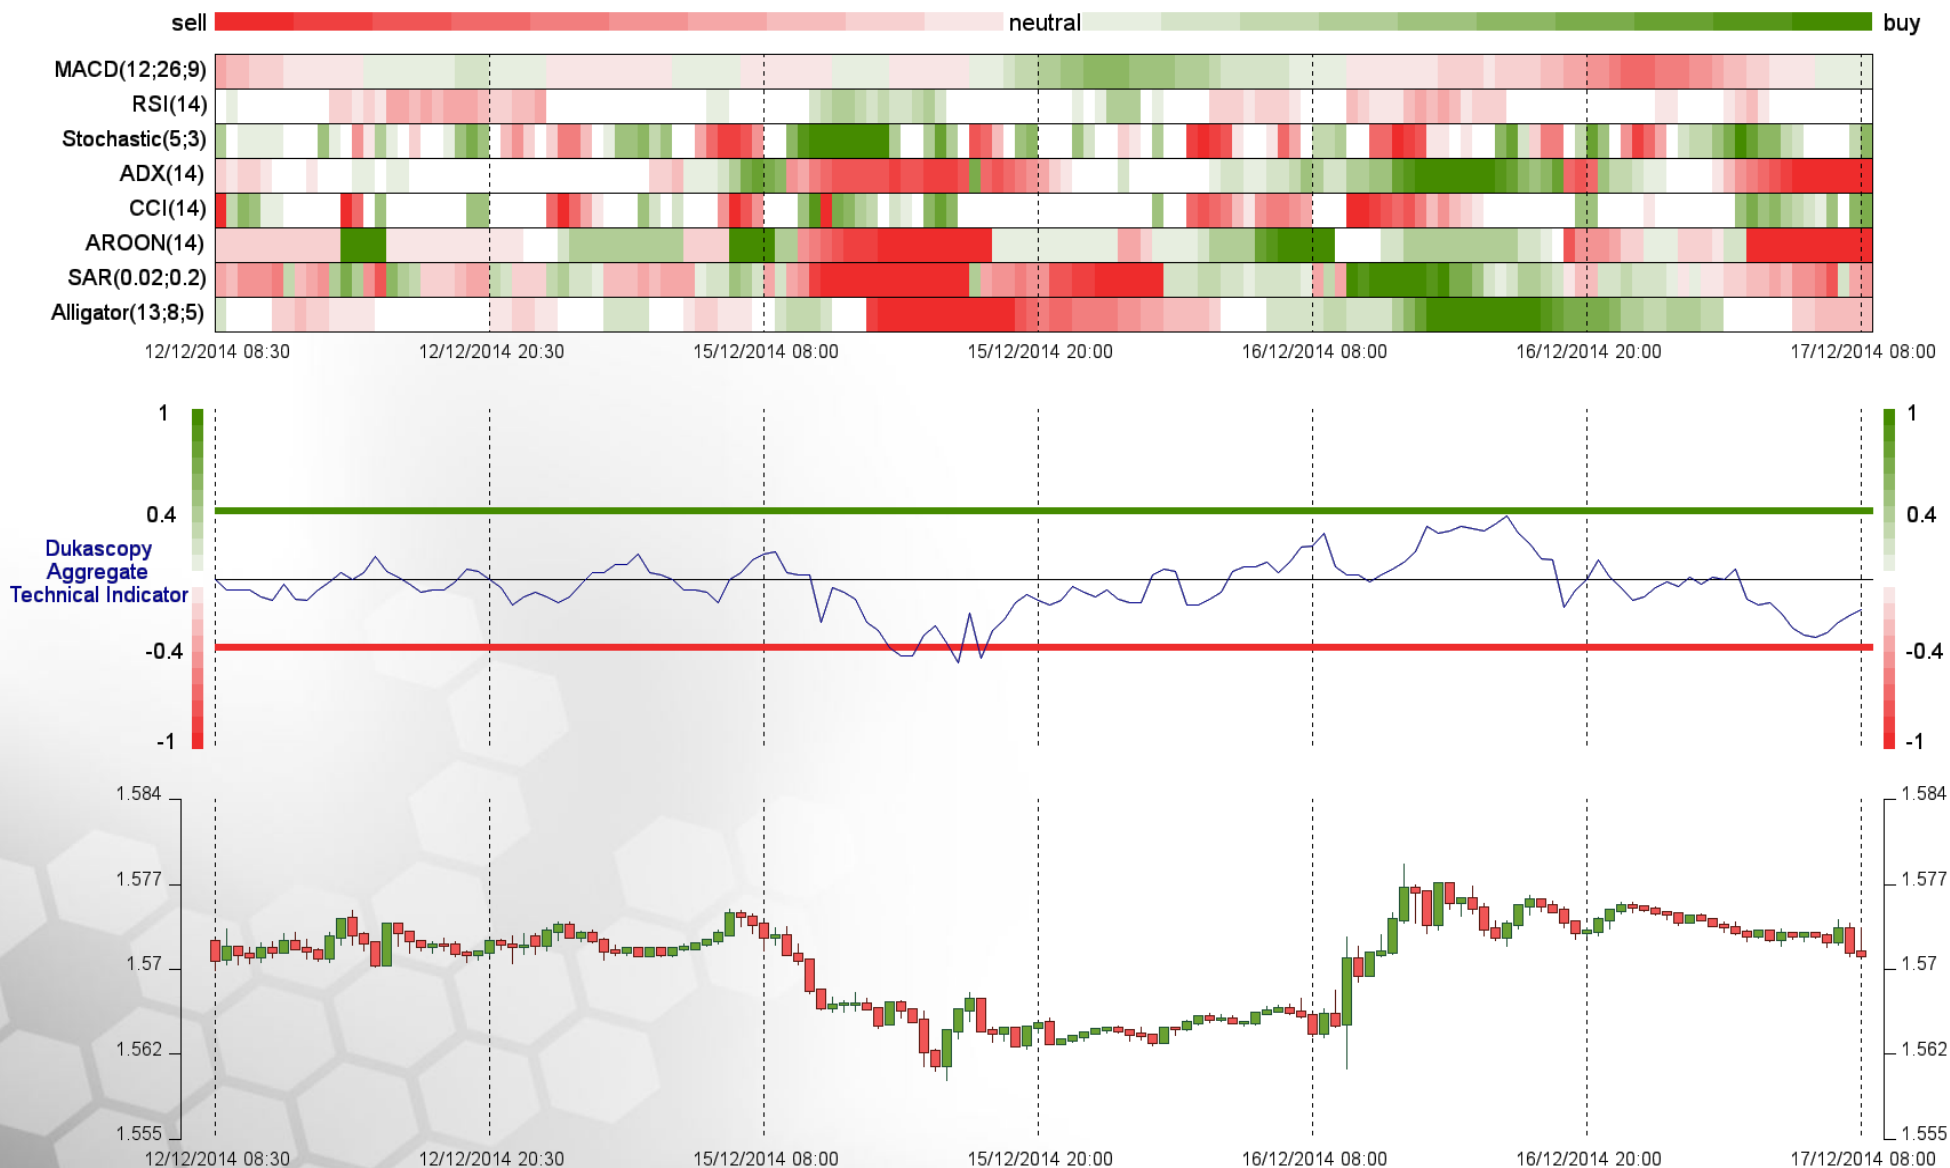 sell neutral buy
MACD(12;26;9)
RSI(14)
Stochastic(5;3)
ADX(14)
CCI(14)
AROON(14)
SAR(0.02;0.2)
Alligator(13;8;5)
12/12/2014 08:30 12/12/2014 20:30 15/12/2014 08:00 15/12/2014 20:00 16/12/2014 08:00 16/12/2014 20:00 17/12/2014 08:00
1 1
0.4 0.4
Dukascopy
Aggregate
Technical Indicator
-0.4 -0.4
-1 -1
1.584 1.584
1.577 1.577
1.57 1.57
1.562 1.562
1.555 1.555
12/12/2014 08:30 12/12/2014 20:30 15/12/2014 08:00 15/12/2014 20:00 16/12/2014 08:00 16/12/2014 20:00 17/12/2014 08:00